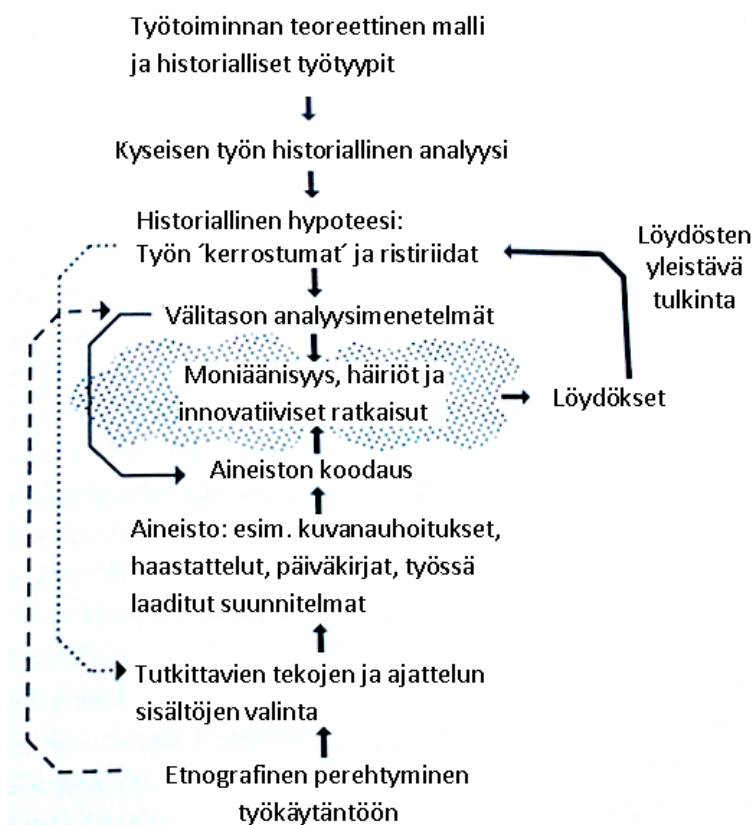 Työtoiminnan teoreettinen malli
ja historialliset työtyypit
Kyseisen työn historiallinen analyysi
Historiallinen hypoteesi:
Työn ´kerrostumat´ ja ristiriidat
Löydösten
yleistävä
tulkinta
Välitason analyysimenetelmät
Moniäänisyys, häiriöt ja
innovatiiviset ratkaisut
Löydökset
Aineiston koodaus
Aineisto: esim. kuvanauhoitukset,
haastattelut, päiväkirjat, työssä
laaditut suunnitelmat
Tutkittavien tekojen ja ajattelun
sisältöjen valinta
Etnografinen perehtyminen
työkäytäntöön